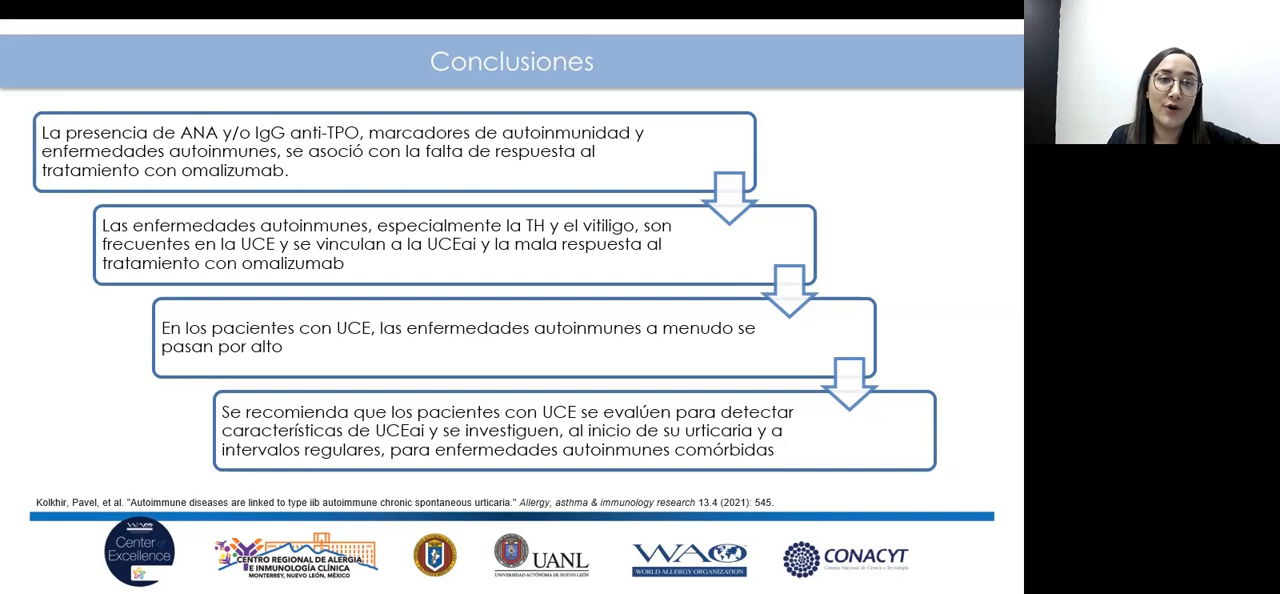 Conclusiones
La presencia de ANA y/o IgG anti-TPO, marcadores de autoinmunidad y
enfermedades autoinmunes, se asoció con la falta de respuesta al
tratamiento con omalizumab.
Las enfermedades autoinmunes, especialmente la TH y el vitiligo, son
frecuentes en la UCE y se vinculan a la UCEai y la mala respuesta al
tratamiento con omalizumab
En los pacientes con UCE, las enfermedades autoinmunes a menudo se
pasan por alto
Se recomienda que los pacientes con UCE se evalúen para detectar
características de UCEai y se investiguen, al inicio de su urticaria y a
intervalos regulares, para enfermedades autoinmunes comórbidas
Kolkhir, Pavel, et al. "Autoimmune diseases are linked to type iib autoimmune chronic spontaneous urticaria." Allergy, asthma & immunology research 13.4 (2021): 545.
WAO
Center of
Excellence
CENTRO REGIONAL DE ALERGIA
E INMUNOLOGÍA CLÍNICA
MONTERREY, NUEVO LEÓN, MÉXICO
UANL
UNIVERSIDAD AUTÓNOMA DE NUEVO LEÓN
WAO
WORLD ALLERGY ORGANIZATION
CONACYT
Consejo Nacional de Ciencia y Tecnología